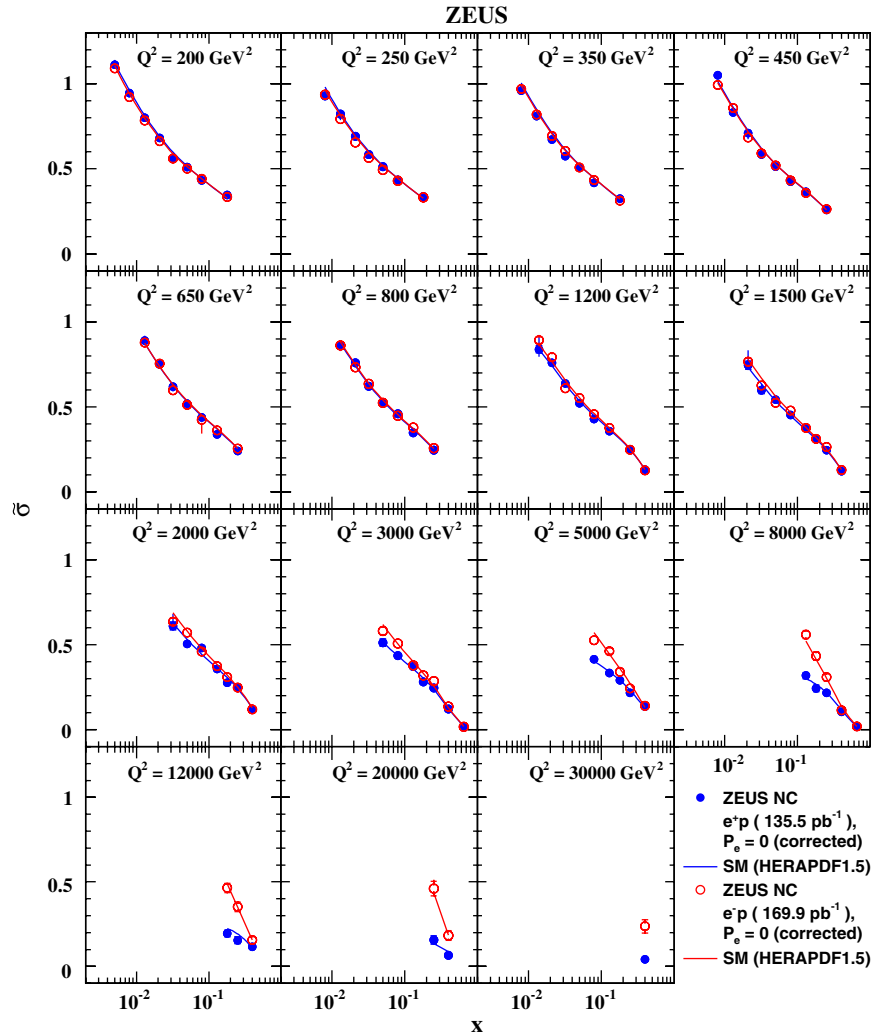 ZEUS
Q² = 200 GeV² Q² = 250 GeV² Q² = 350 GeV² Q² = 450 GeV²
1
0.5
0
Q² = 650 GeV² Q² = 800 GeV² Q² = 1200 GeV² Q² = 1500 GeV²
1
0.5
0
σ̃
Q² = 2000 GeV² Q² = 3000 GeV² Q² = 5000 GeV² Q² = 8000 GeV²
1
0.5
0
10⁻² 10⁻¹
Q² = 12000 GeV² Q² = 20000 GeV² Q² = 30000 GeV²
1
0.5
0
ZEUS NC
e⁺p ( 135.5 pb⁻¹ ),
Pₑ = 0 (corrected)
SM (HERAPDF1.5)
ZEUS NC
e⁻p ( 169.9 pb⁻¹ ),
Pₑ = 0 (corrected)
SM (HERAPDF1.5)
10⁻² 10⁻¹ 10⁻² 10⁻¹ 10⁻² 10⁻¹
x